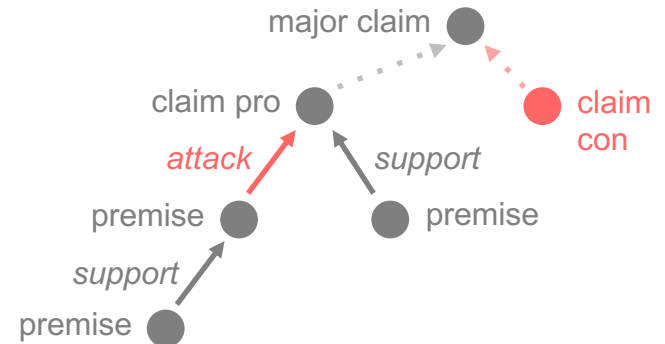 major claim
claim pro
claim
con
attack
support
premise
premise
support
premise